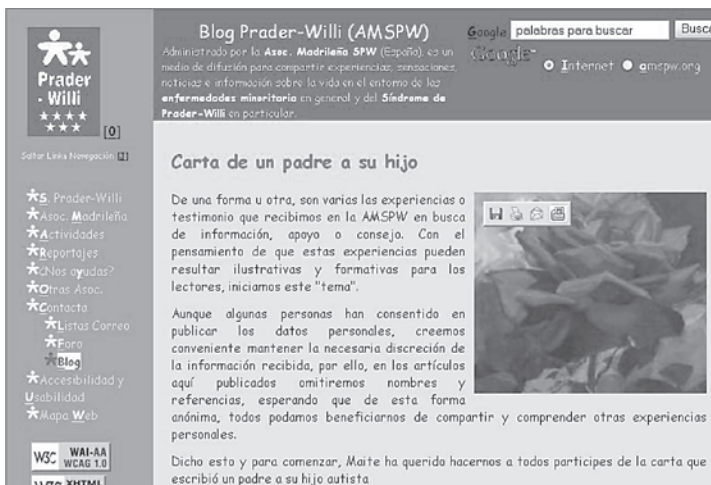 Prader
- Willi
[0]
Saltar Links Navegación: [2]
S. Prader-Willi
Asoc. Madrileña
Actividades
Reportajes
¿Nos ayudas?
Otras Asoc.
Contacto
Listas Correo
Foro
Blog
Accesibilidad y
Usabilidad
Mapa Web
W3C WAI-AA
WCAG 1.0
W3C XHTML
Blog Prader-Willi (AMSPW)
Administrado por la Asoc. Madrileña SPW (España), es un
medio de difusión para compartir experiencias, sensaciones,
noticias e información sobre la vida en el entorno de las
enfermedades minoritaria en general y del Síndrome de
Prader-Willi en particular.
Google palabras para buscar Busca
Google
Internet amspw.org
Carta de un padre a su hijo
De una forma u otra, son varias las experiencias o
testimonio que recibimos en la AMSPW en busca
de información, apoyo o consejo. Con el
pensamiento de que estas experiencias pueden
resultar ilustrativas y formativas para los
lectores, iniciamos este "tema".
Aunque algunas personas han consentido en
publicar los datos personales, creemos
conveniente mantener la necesaria discreción de
la información recibida, por ello, en los artículos
aquí publicados omitiremos nombres y
referencias, esperando que de esta forma
anónima, todos podamos beneficiarnos de compartir y comprender otras experiencias
personales.
Dicho esto y para comenzar, Maite ha querido hacernos a todos participes de la carta que
escribió un padre a su hijo autista